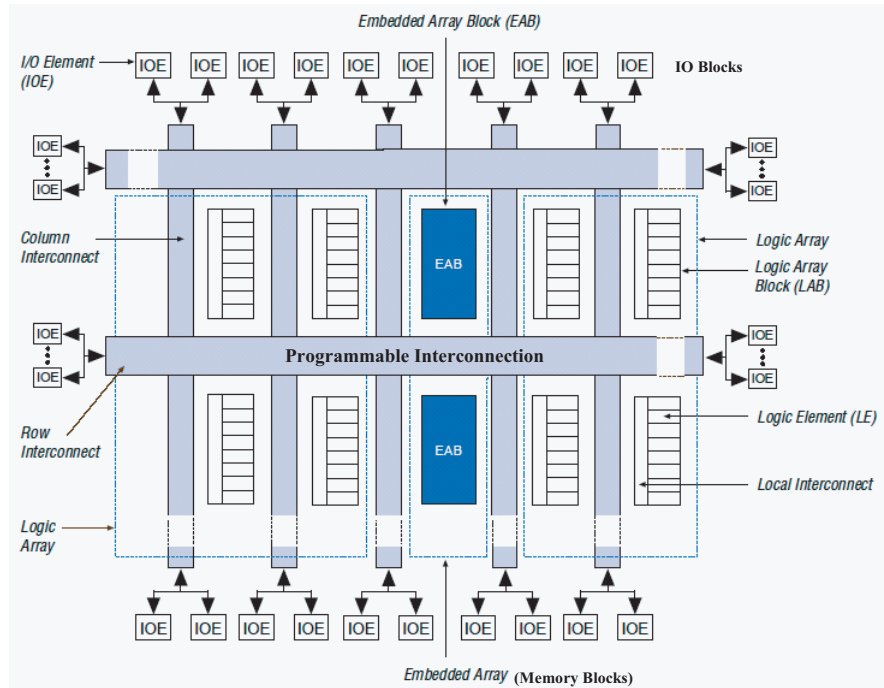 Embedded Array Block (EAB)
I/O Element
(IOE)
IOE IOE IOE IOE IOE IOE IOE IOE IOE IOE
IO Blocks
IOE
IOE
IOE
IOE
Column
Interconnect
EAB
Logic Array
Logic Array
Block (LAB)
IOE
IOE
Programmable Interconnection
IOE
IOE
Row
Interconnect
EAB
Logic Element (LE)
Local Interconnect
Logic
Array
IOE IOE IOE IOE IOE IOE IOE IOE IOE IOE
Embedded Array (Memory Blocks)